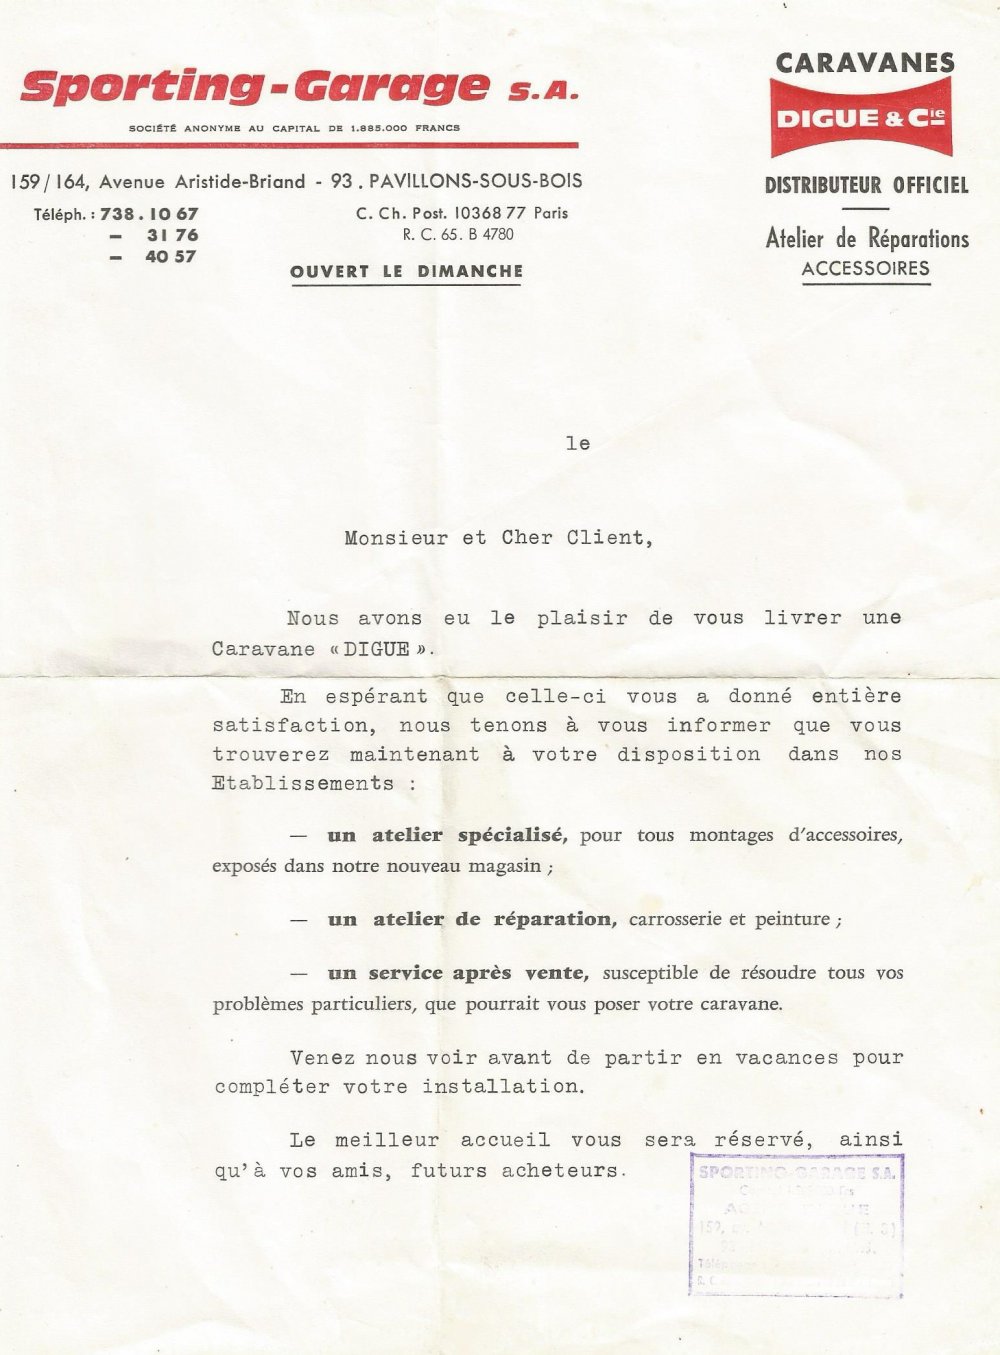 Sporting-Garage S.A.
SOCIÉTÉ ANONYME AU CAPITAL DE 1.885.000 FRANCS
159/164, Avenue Aristide-Briand - 93. PAVILLONS-SOUS-BOIS
Téléph. : 738.10 67
— 31 76
— 40 57
C. Ch. Post. 10368 77 Paris
R. C. 65. B 4780
OUVERT LE DIMANCHE
CARAVANES
DIGUE & Cie
DISTRIBUTEUR OFFICIEL
Atelier de Réparations
ACCESSOIRES
le
Monsieur et Cher Client,
Nous avons eu le plaisir de vous livrer une
Caravane « DIGUE ».
En espérant que celle-ci vous a donné entière
satisfaction, nous tenons à vous informer que vous
trouverez maintenant à votre disposition dans nos
Etablissements :
— un atelier spécialisé, pour tous montages d'accessoires,
exposés dans notre nouveau magasin ;
— un atelier de réparation, carrosserie et peinture ;
— un service après vente, susceptible de résoudre tous vos
problèmes particuliers, que pourrait vous poser votre caravane.
Venez nous voir avant de partir en vacances pour
compléter votre installation.
Le meilleur accueil vous sera réservé, ainsi
qu'à vos amis, futurs acheteurs.
SPORTING-GARAGE S.A.